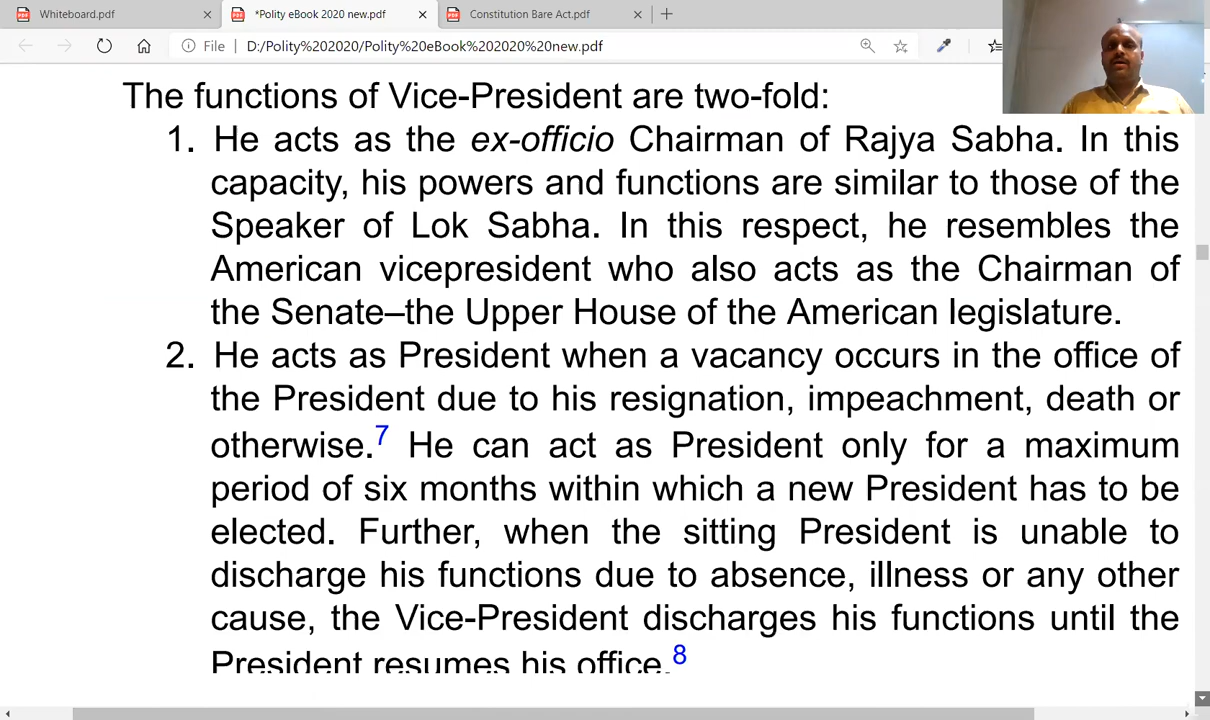 Whiteboard.pdf
*Polity eBook 2020 new.pdf
Constitution Bare Act.pdf
File | D:/Polity%202020/Polity%20eBook%202020%20new.pdf
The functions of Vice-President are two-fold:
1. He acts as the ex-officio Chairman of Rajya Sabha. In this
capacity, his powers and functions are similar to those of the
Speaker of Lok Sabha. In this respect, he resembles the
American vicepresident who also acts as the Chairman of
the Senate–the Upper House of the American legislature.
2. He acts as President when a vacancy occurs in the office of
the President due to his resignation, impeachment, death or
otherwise.7 He can act as President only for a maximum
period of six months within which a new President has to be
elected. Further, when the sitting President is unable to
discharge his functions due to absence, illness or any other
cause, the Vice-President discharges his functions until the
President resumes his office.8